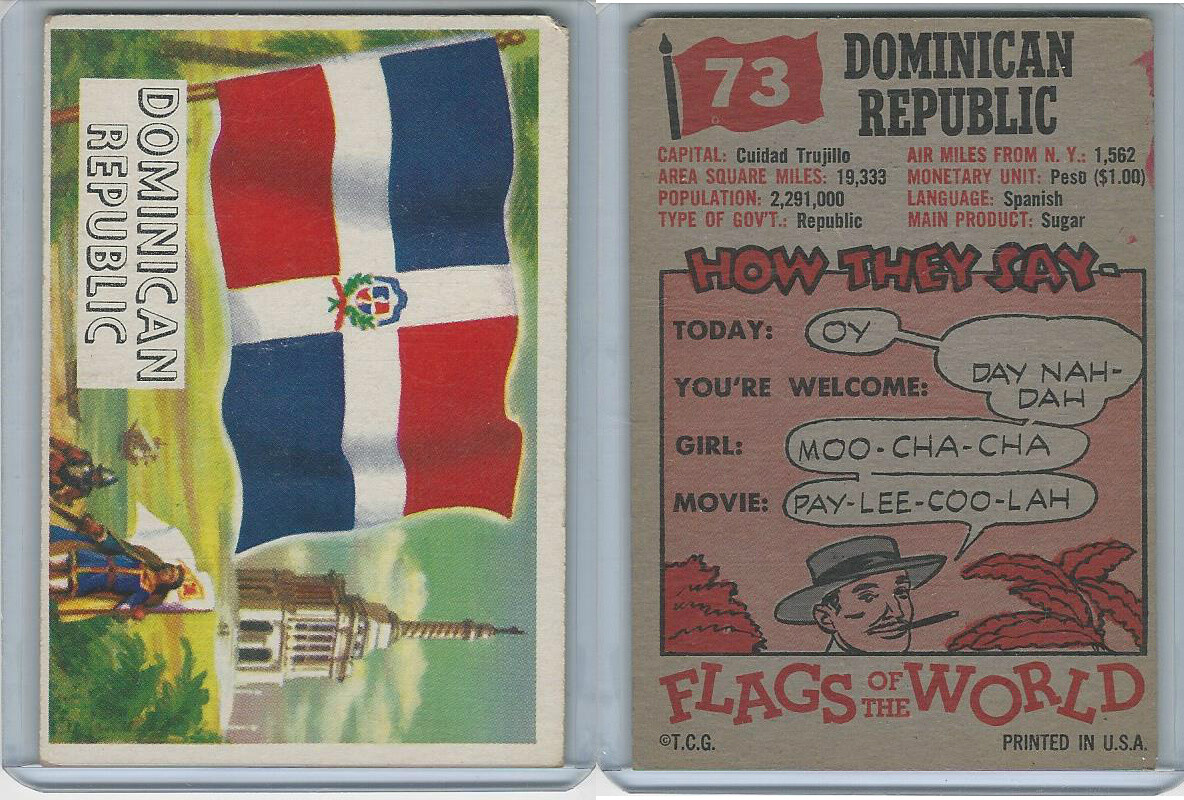 DOMINICAN
REPUBLIC
73
DOMINICAN
REPUBLIC
CAPITAL: Cuidad Trujillo
AREA SQUARE MILES: 19,333
POPULATION: 2,291,000
TYPE OF GOV'T.: Republic
AIR MILES FROM N. Y.: 1,562
MONETARY UNIT: Peso ($1.00)
LANGUAGE: Spanish
MAIN PRODUCT: Sugar
HOW THEY SAY-
TODAY: OY
YOU'RE WELCOME: DAY NAH-
DAH
GIRL: MOO-CHA-CHA
MOVIE: PAY-LEE-COO-LAH
FLAGS OF THE WORLD
©T.C.G. PRINTED IN U.S.A.